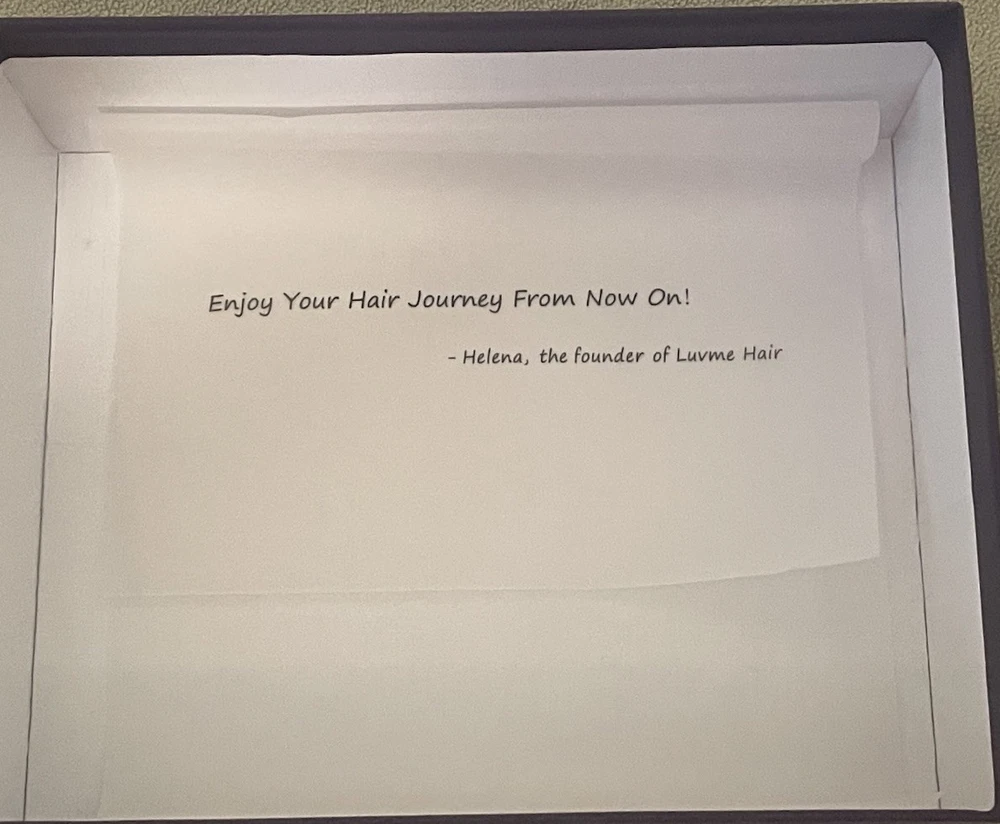 Enjoy Your Hair Journey From Now On!
- Helena, the founder of Luvme Hair